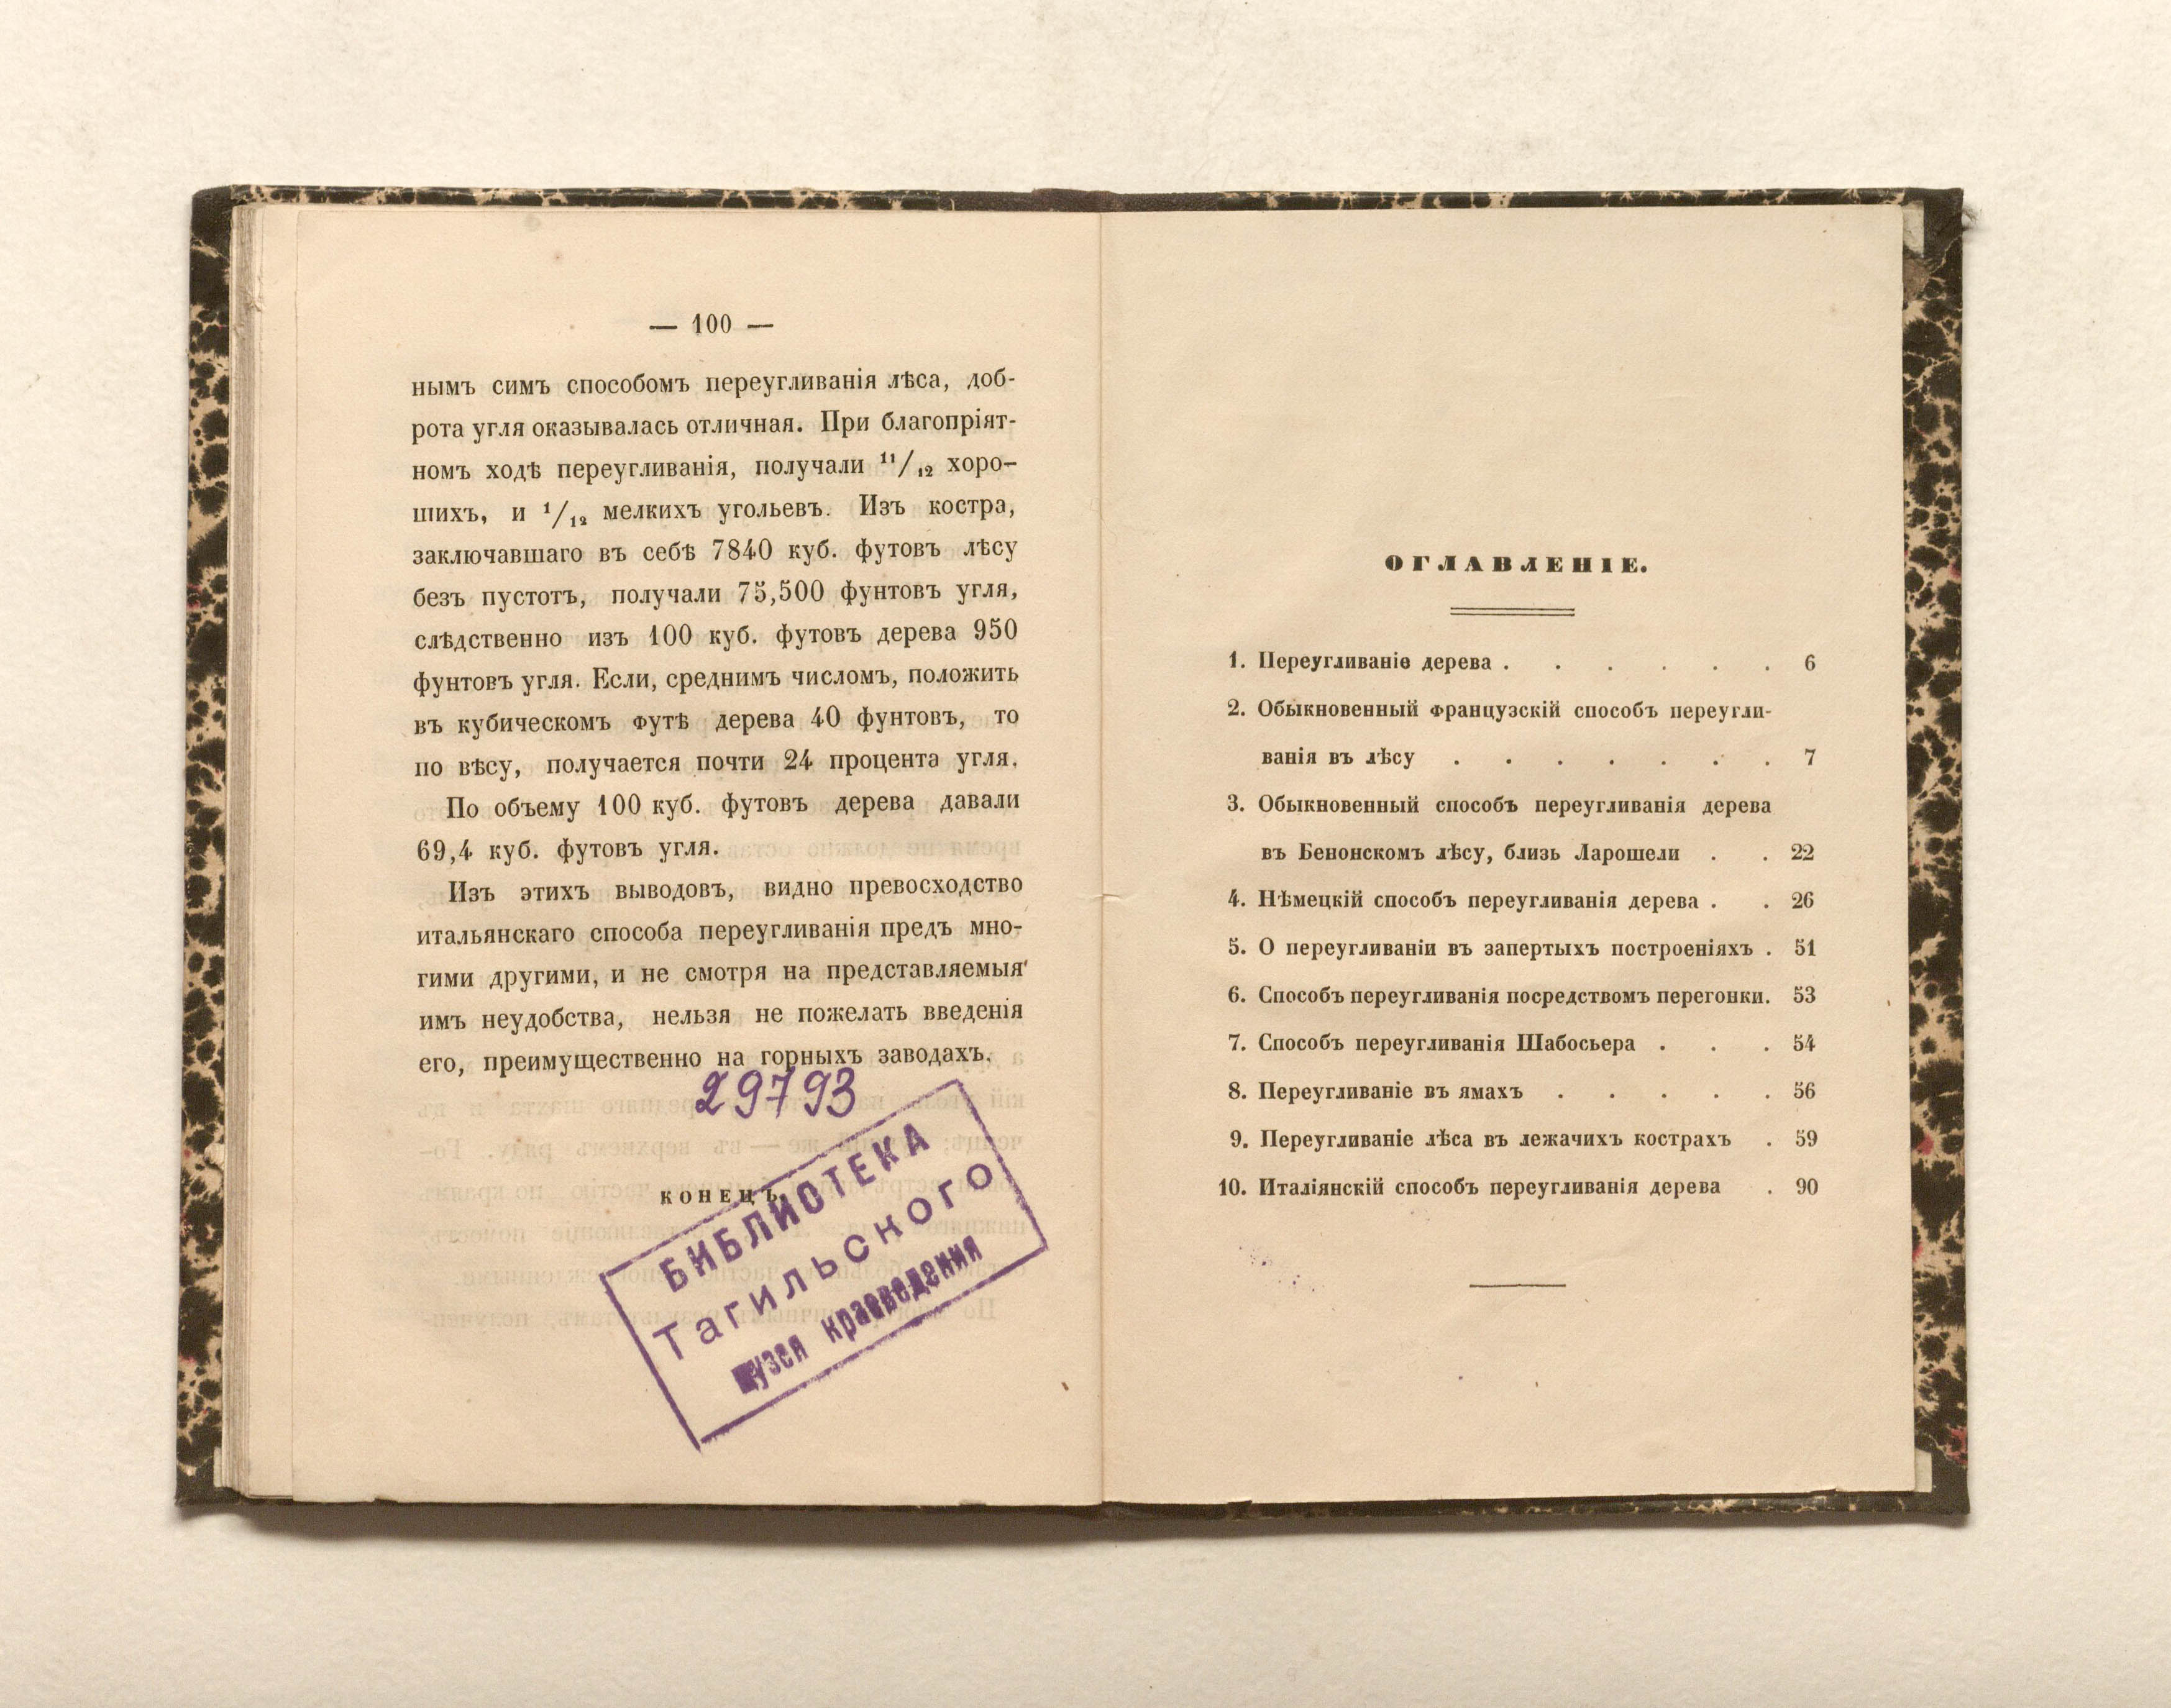 — 100 —
нымъ симъ способомъ переугливанія лѣса, доб-
рота угля оказывалась отличная. При благопріят-
номъ ходѣ переугливанія, получали 11/12 хоро-
шихъ, и 1/12 мелкихъ угольевъ. Изъ костра,
заключавшаго въ себѣ 7840 куб. футовъ лѣсу
безъ пустотъ, получали 75,500 фунтовъ угля,
слѣдственно изъ 100 куб. футовъ дерева 950
фунтовъ угля. Если, среднимъ числомъ, положить
въ кубическомъ футѣ дерева 40 фунтовъ, то
по вѣсу, получается почти 24 процента угля.
По объему 100 куб. футовъ дерева давали
69,4 куб. футовъ угля.
Изъ этихъ выводовъ, видно превосходство
итальянскаго способа переугливанія предъ мно-
гими другими, и не смотря на представляемыя
имъ неудобства, нельзя не пожелать введенія
его, преимущественно на горныхъ заводахъ.
29793
КОНЕЦЪ
БИБЛИОТЕКА
Тагильского
музея краеведения
ОГЛАВЛЕНІЕ.
1. Переугливаніе дерева . . . . . . 6
2. Обыкновенный французскій способъ переугли-
ванія въ лѣсу . . . . . . . 7
3. Обыкновенный способъ переугливанія дерева
въ Бенонскомъ лѣсу, близь Ларошели . . 22
4. Нѣмецкій способъ переугливанія дерева . . 26
5. О переугливаніи въ запертыхъ построеніяхъ . 51
6. Способъ переугливанія посредствомъ перегонки. 53
7. Способъ переугливанія Шабосьера . . . 54
8. Переугливаніе въ ямахъ . . . . . 56
9. Переугливаніе лѣса въ лежачихъ кострахъ . 59
10. Италіянскій способъ переугливанія дерева . 90